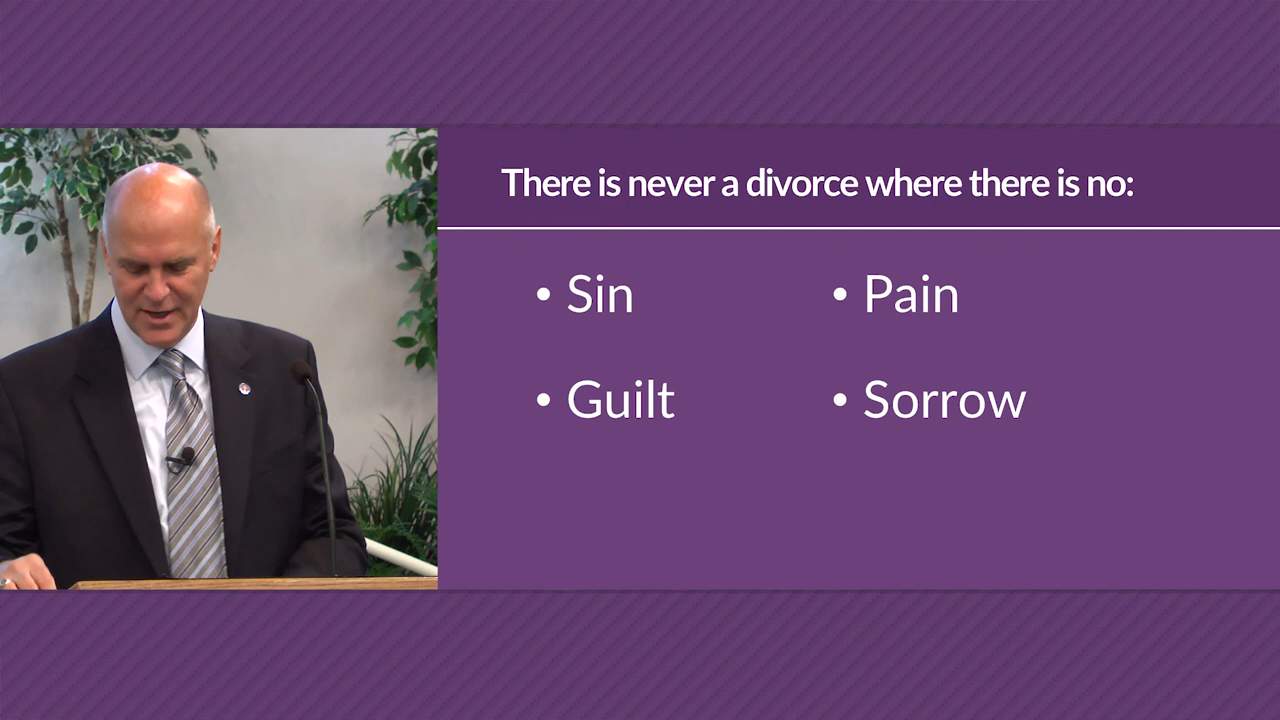 There is never a divorce where there is no:
• Sin
• Guilt
• Pain
• Sorrow